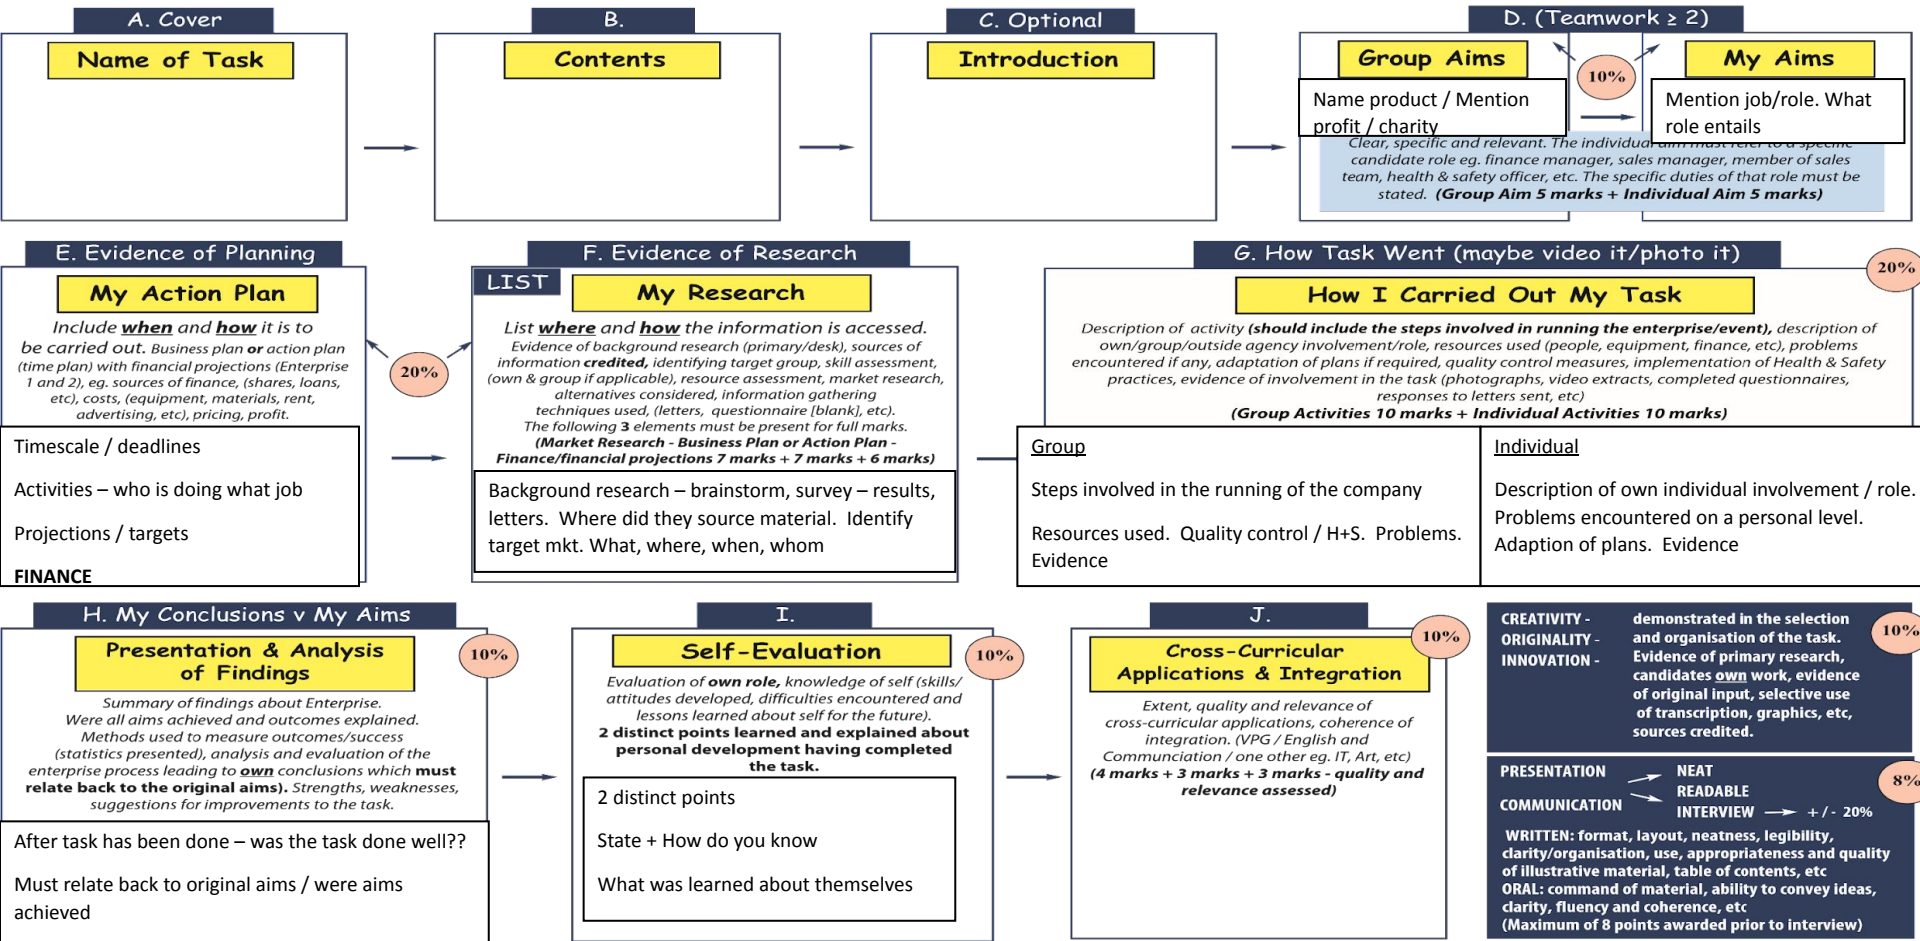 A. Cover
Name of Task
B.
Contents
C. Optional
Introduction
D. (Teamwork ≥ 2)
Group Aims
10%
My Aims
Name product / Mention
profit / charity
Mention job/role. What
role entails
Clear, specific and relevant. The individual aim must refer to a specific
candidate role eg. finance manager, sales manager, member of sales
team, health & safety officer, etc. The specific duties of that role must be
stated. (Group Aim 5 marks + Individual Aim 5 marks)
E. Evidence of Planning
My Action Plan
Include when and how it is to
be carried out. Business plan or action plan
(time plan) with financial projections (Enterprise
1 and 2), eg. sources of finance, (shares, loans,
etc), costs, (equipment, materials, rent,
advertising, etc), pricing, profit.
Timescale / deadlines
Activities – who is doing what job
Projections / targets
FINANCE
20%
F. Evidence of Research
LIST
My Research
List where and how the information is accessed.
Evidence of background research (primary/desk), sources of
information credited, identifying target group, skill assessment,
(own & group if applicable), resource assessment, market research,
alternatives considered, information gathering
techniques used, (letters, questionnaire [blank], etc).
The following 3 elements must be present for full marks.
(Market Research - Business Plan or Action Plan -
Finance/financial projections 7 marks + 7 marks + 6 marks)
Background research – brainstorm, survey – results,
letters. Where did they source material. Identify
target mkt. What, where, when, whom
G. How Task Went (maybe video it/photo it)
20%
How I Carried Out My Task
Description of activity (should include the steps involved in running the enterprise/event), description of
own/group/outside agency involvement/role, resources used (people, equipment, finance, etc), problems
encountered if any, adaptation of plans if required, quality control measures, implementation of Health & Safety
practices, evidence of involvement in the task (photographs, video extracts, completed questionnaires,
responses to letters sent, etc)
(Group Activities 10 marks + Individual Activities 10 marks)
Group
Steps involved in the running of the company
Resources used. Quality control / H+S. Problems.
Evidence
Individual
Description of own individual involvement / role.
Problems encountered on a personal level.
Adaption of plans. Evidence
H. My Conclusions v My Aims
Presentation & Analysis
of Findings
10%
Summary of findings about Enterprise.
Were all aims achieved and outcomes explained.
Methods used to measure outcomes/success
(statistics presented), analysis and evaluation of the
enterprise process leading to own conclusions which must
relate back to the original aims). Strengths, weaknesses,
suggestions for improvements to the task.
After task has been done – was the task done well??
Must relate back to original aims / were aims
achieved
I.
Self-Evaluation
10%
Evaluation of own role, knowledge of self (skills/
attitudes developed, difficulties encountered and
lessons learned about self for the future).
2 distinct points learned and explained about
personal development having completed
the task.
2 distinct points
State + How do you know
What was learned about themselves
J.
10%
Cross-Curricular
Applications & Integration
Extent, quality and relevance of
cross-curricular applications, coherence of
integration. (VPG / English and
Communciation / one other eg. IT, Art, etc)
(4 marks + 3 marks + 3 marks - quality and
relevance assessed)
CREATIVITY -
ORIGINALITY -
INNOVATION -
demonstrated in the selection
and organisation of the task.
Evidence of primary research,
candidates own work, evidence
of original input, selective use
of transcription, graphics, etc,
sources credited.
10%
PRESENTATION
COMMUNICATION
NEAT
READABLE
INTERVIEW
+/- 20%
8%
WRITTEN: format, layout, neatness, legibility,
clarity/organisation, use, appropriateness and quality
of illustrative material, table of contents, etc
ORAL: command of material, ability to convey ideas,
clarity, fluency and coherence, etc
(Maximum of 8 points awarded prior to interview)